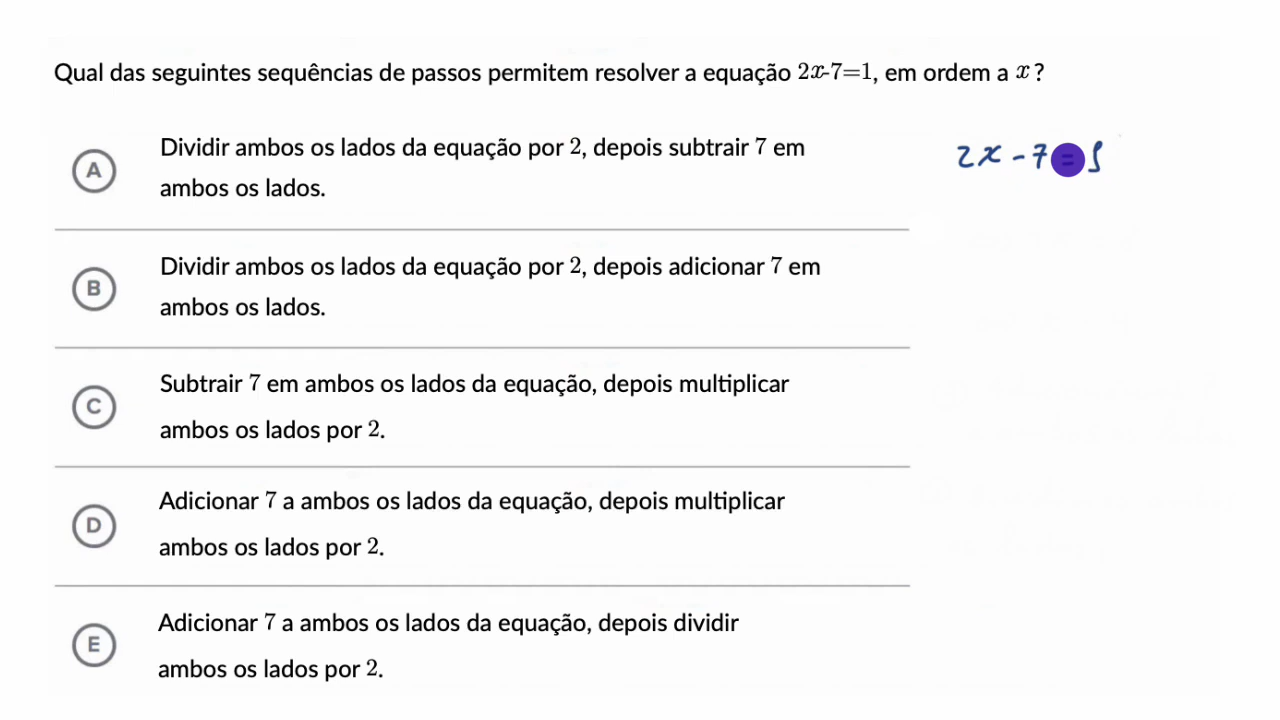 Qual das seguintes sequências de passos permitem resolver a equação 2x-7=1, em ordem a x?
A
Dividir ambos os lados da equação por 2, depois subtrair 7 em
ambos os lados.
2x-7=1
B
Dividir ambos os lados da equação por 2, depois adicionar 7 em
ambos os lados.
C
Subtrair 7 em ambos os lados da equação, depois multiplicar
ambos os lados por 2.
D
Adicionar 7 a ambos os lados da equação, depois multiplicar
ambos os lados por 2.
E
Adicionar 7 a ambos os lados da equação, depois dividir
ambos os lados por 2.